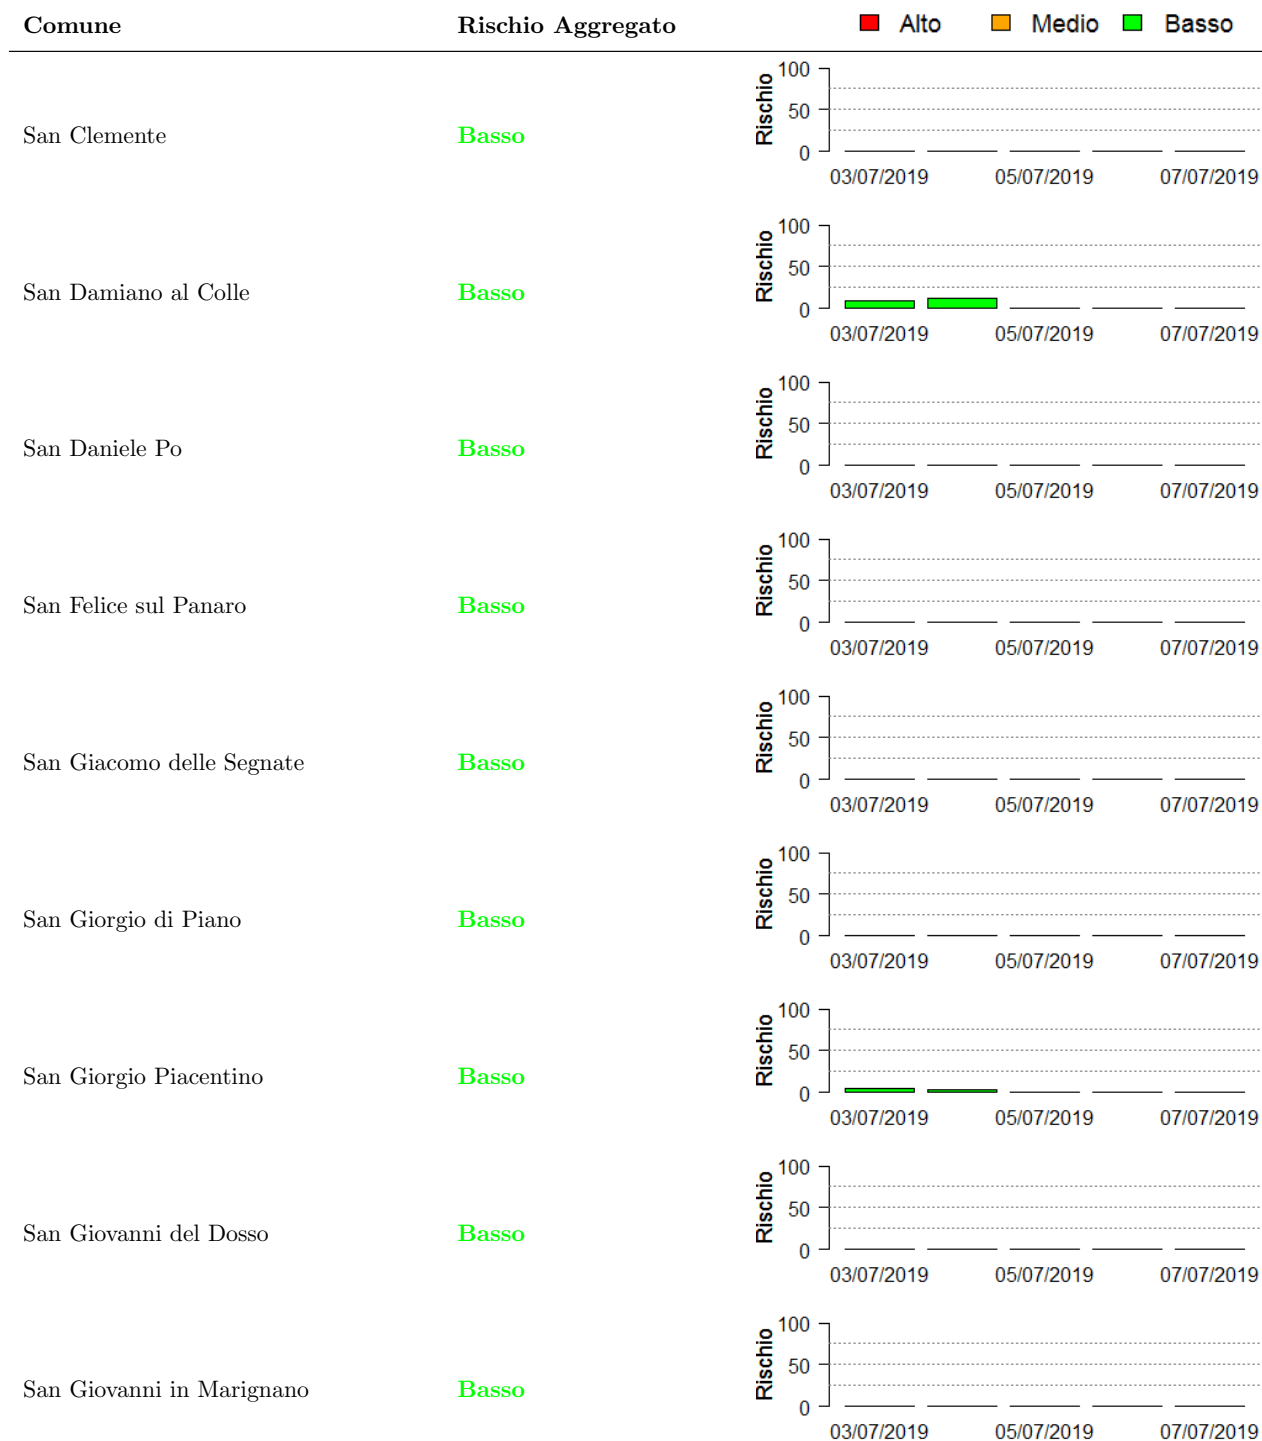 Comune Rischio Aggregato Alto Medio Basso
100
50
0
Rischio
San Clemente Basso
03/07/2019 05/07/2019 07/07/2019
100
50
0
Rischio
San Damiano al Colle Basso
03/07/2019 05/07/2019 07/07/2019
100
50
0
Rischio
San Daniele Po Basso
03/07/2019 05/07/2019 07/07/2019
100
50
0
Rischio
San Felice sul Panaro Basso
03/07/2019 05/07/2019 07/07/2019
100
50
0
Rischio
San Giacomo delle Segnate Basso
03/07/2019 05/07/2019 07/07/2019
100
50
0
Rischio
San Giorgio di Piano Basso
03/07/2019 05/07/2019 07/07/2019
100
50
0
Rischio
San Giorgio Piacentino Basso
03/07/2019 05/07/2019 07/07/2019
100
50
0
Rischio
San Giovanni del Dosso Basso
03/07/2019 05/07/2019 07/07/2019
100
50
0
Rischio
San Giovanni in Marignano Basso
03/07/2019 05/07/2019 07/07/2019